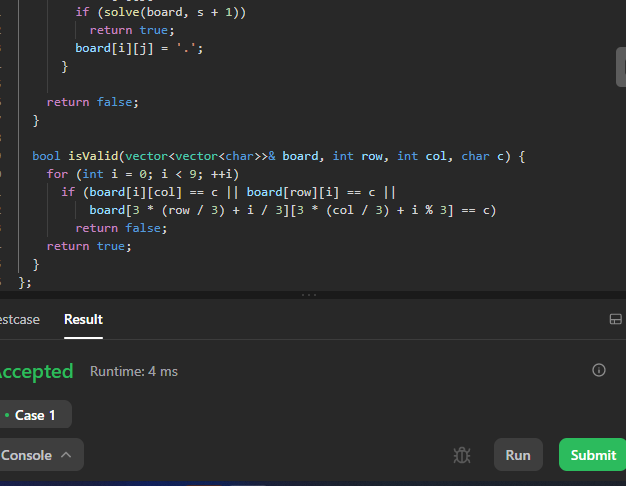 if (solve(board, s + 1))
return true;
board[i][j] = '.';
}
return false;
}
bool isValid(vector<vector<char>>& board, int row, int col, char c) {
for (int i = 0; i < 9; ++i)
if (board[i][col] == c || board[row][i] == c ||
board[3 * (row / 3) + i / 3][3 * (col / 3) + i % 3] == c)
return false;
return true;
}
};
estcase Result
ccepted Runtime: 4 ms
• Case 1
Console Run Submit